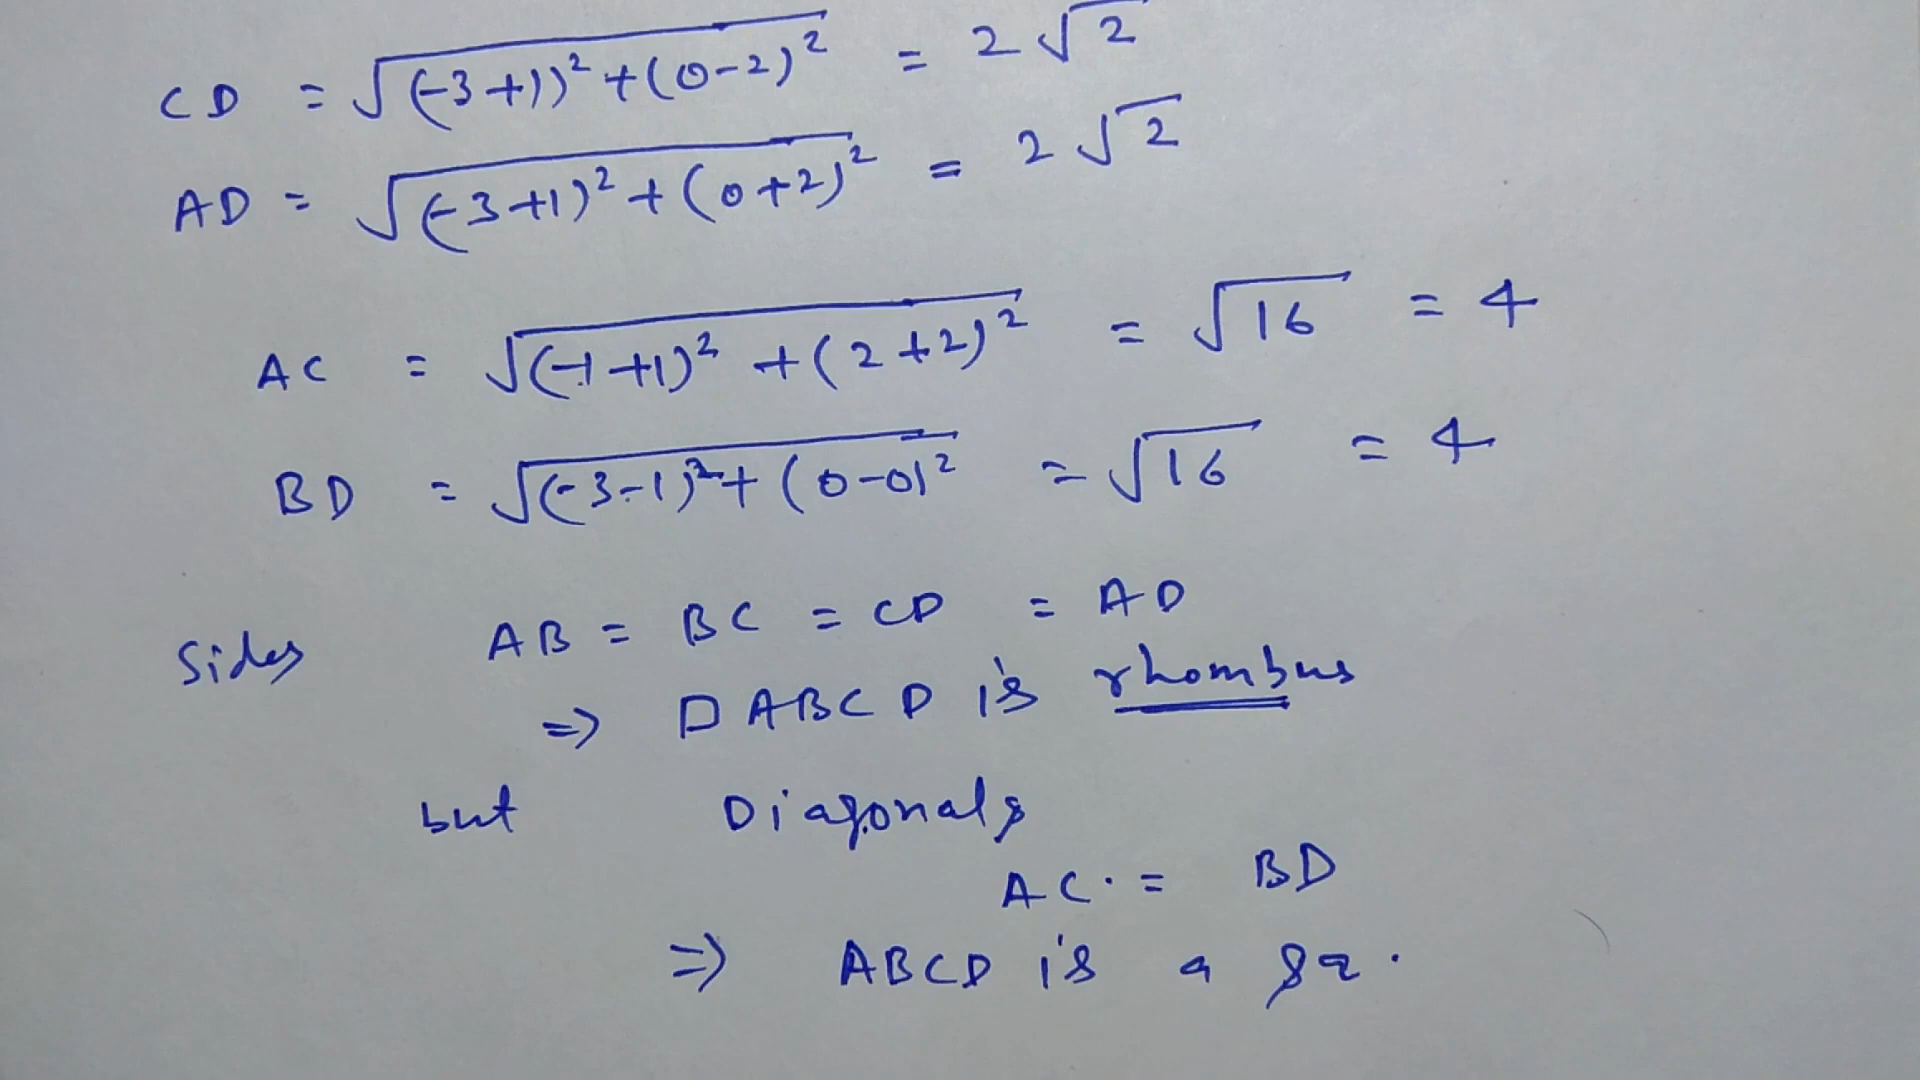 CD = √(-3+1)² + (0-2)² = 2√2
AD = √(-3+1)² + (0+2)² = 2√2
AC = √(-1+1)² + (2+2)² = √16 = 4
BD = √(-3-1)² + (0-0)² = √16 = 4
Sides AB = BC = CD = AD
=> □ ABCD is rhombus
but Diagonals
AC = BD
=> ABCD is a sq.